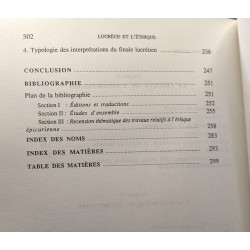 302 LUCRÈCE ET L'ÉTHIQUE
4. Typologie des interprétations du finale lucrétien 236
CONCLUSION 247
BIBLIOGRAPHIE 251
Plan de la bibliographie 251
Section I : Éditions et traductions 252
Section II : Études d'ensemble 255
Section III : Recension thématique des travaux relatifs à l'éthique
épicurienne 258
INDEX DES NOMS 283
INDEX DES MATIÈRES 293
TABLE DES MATIÈRES 299